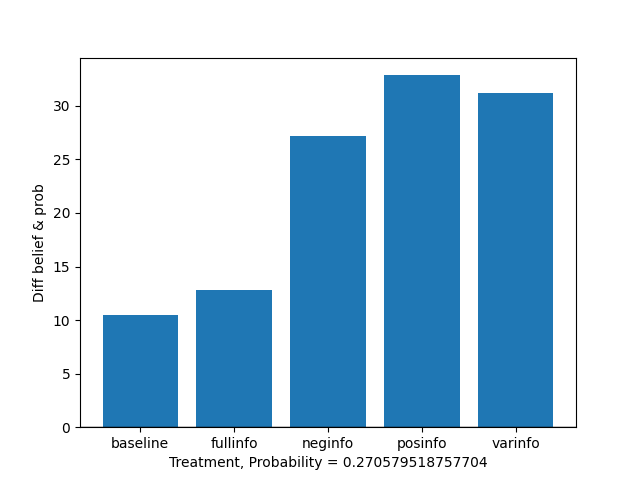 30
25
20
15
10
5
0
Diff belief & prob
baseline fullinfo neginfo posinfo varinfo
Treatment, Probability = 0.270579518757704